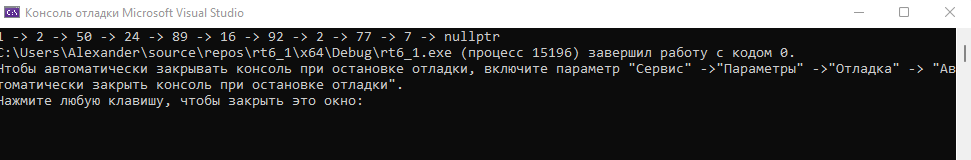 Консоль отладки Microsoft Visual Studio
1 -> 2 -> 50 -> 24 -> 89 -> 16 -> 92 -> 2 -> 77 -> 7 -> nullptr
C:\Users\Alexander\source\repos\rt6_1\x64\Debug\rt6_1.exe (процесс 15196) завершил работу с кодом 0.
Чтобы автоматически закрывать консоль при остановке отладки, включите параметр "Сервис" ->"Параметры" ->"Отладка" -> "Ав
томатически закрыть консоль при остановке отладки".
Нажмите любую клавишу, чтобы закрыть это окно: